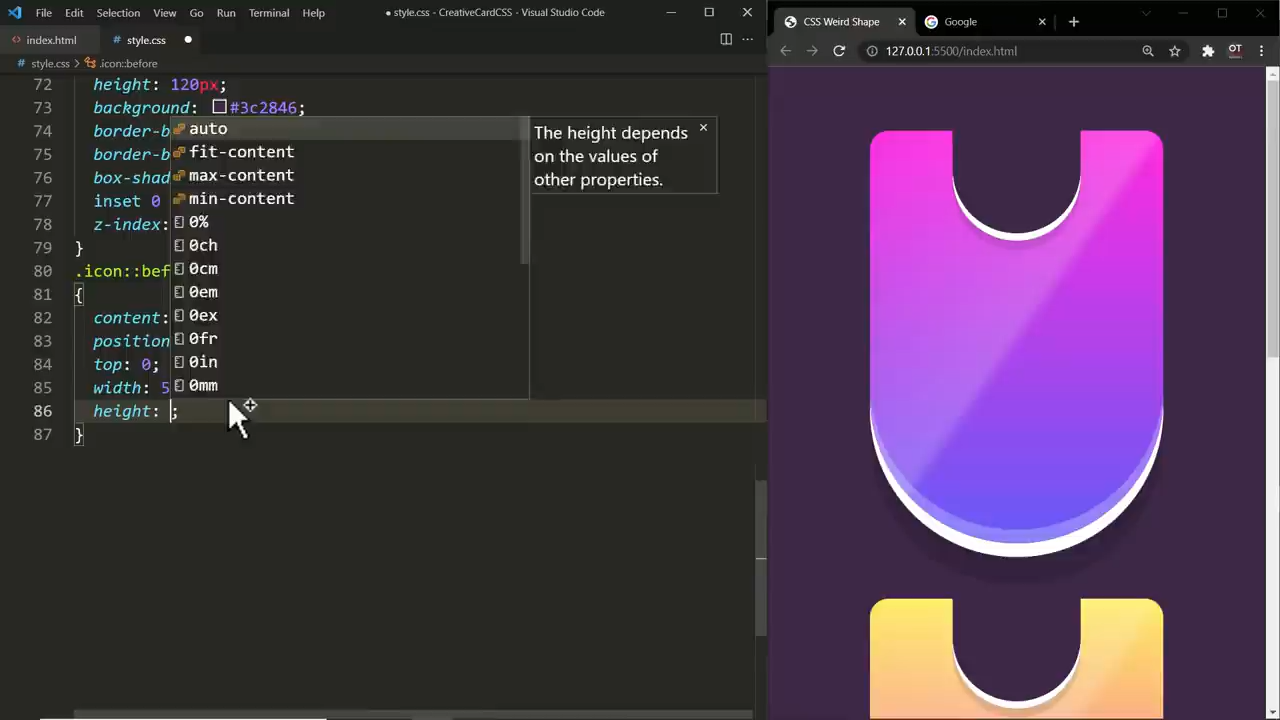 File Edit Selection View Go Run Terminal Help ● style.css - CreativeCardCSS - Visual Studio Code
index.html # style.css ●
# style.css > .icon::before
72 height: 120px;
73 background: #3c2846;
74 border-b
75 border-b
76 box-shad
77 inset 0
78 z-index:
79 }
80 .icon::bef
81 {
82 content:
83 position
84 top: 0;
85 width: 5
86 height: ;
87 }
auto
fit-content
max-content
min-content
0%
0ch
0cm
0em
0ex
0fr
0in
0mm
The height depends
on the values of
other properties.
CSS Weird Shape
Google
127.0.0.1:5500/index.html
OT